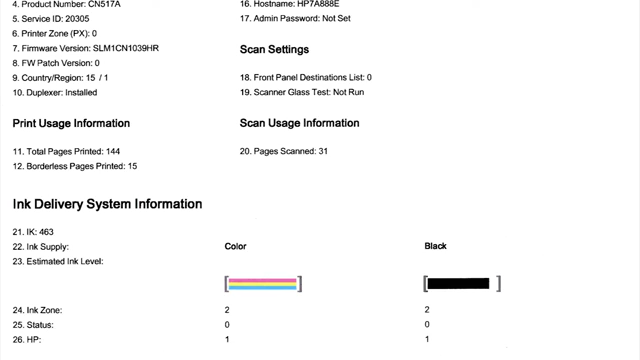 4. Product Number: CN517A
5. Service ID: 20305
6. Printer Zone (PX): 0
7. Firmware Version: SLM1CN1039HR
8. FW Patch Version: 0
9. Country/Region: 15 / 1
10. Duplexer: Installed
16. Hostname: HP7A888E
17. Admin Password: Not Set
Scan Settings
18. Front Panel Destinations List: 0
19. Scanner Glass Test: Not Run
Print Usage Information
11. Total Pages Printed: 144
12. Borderless Pages Printed: 15
Scan Usage Information
20. Pages Scanned: 31
Ink Delivery System Information
21. IK: 463
22. Ink Supply: Color Black
23. Estimated Ink Level:
24. Ink Zone: 2 2
25. Status: 0 0
26. HP: 1 1